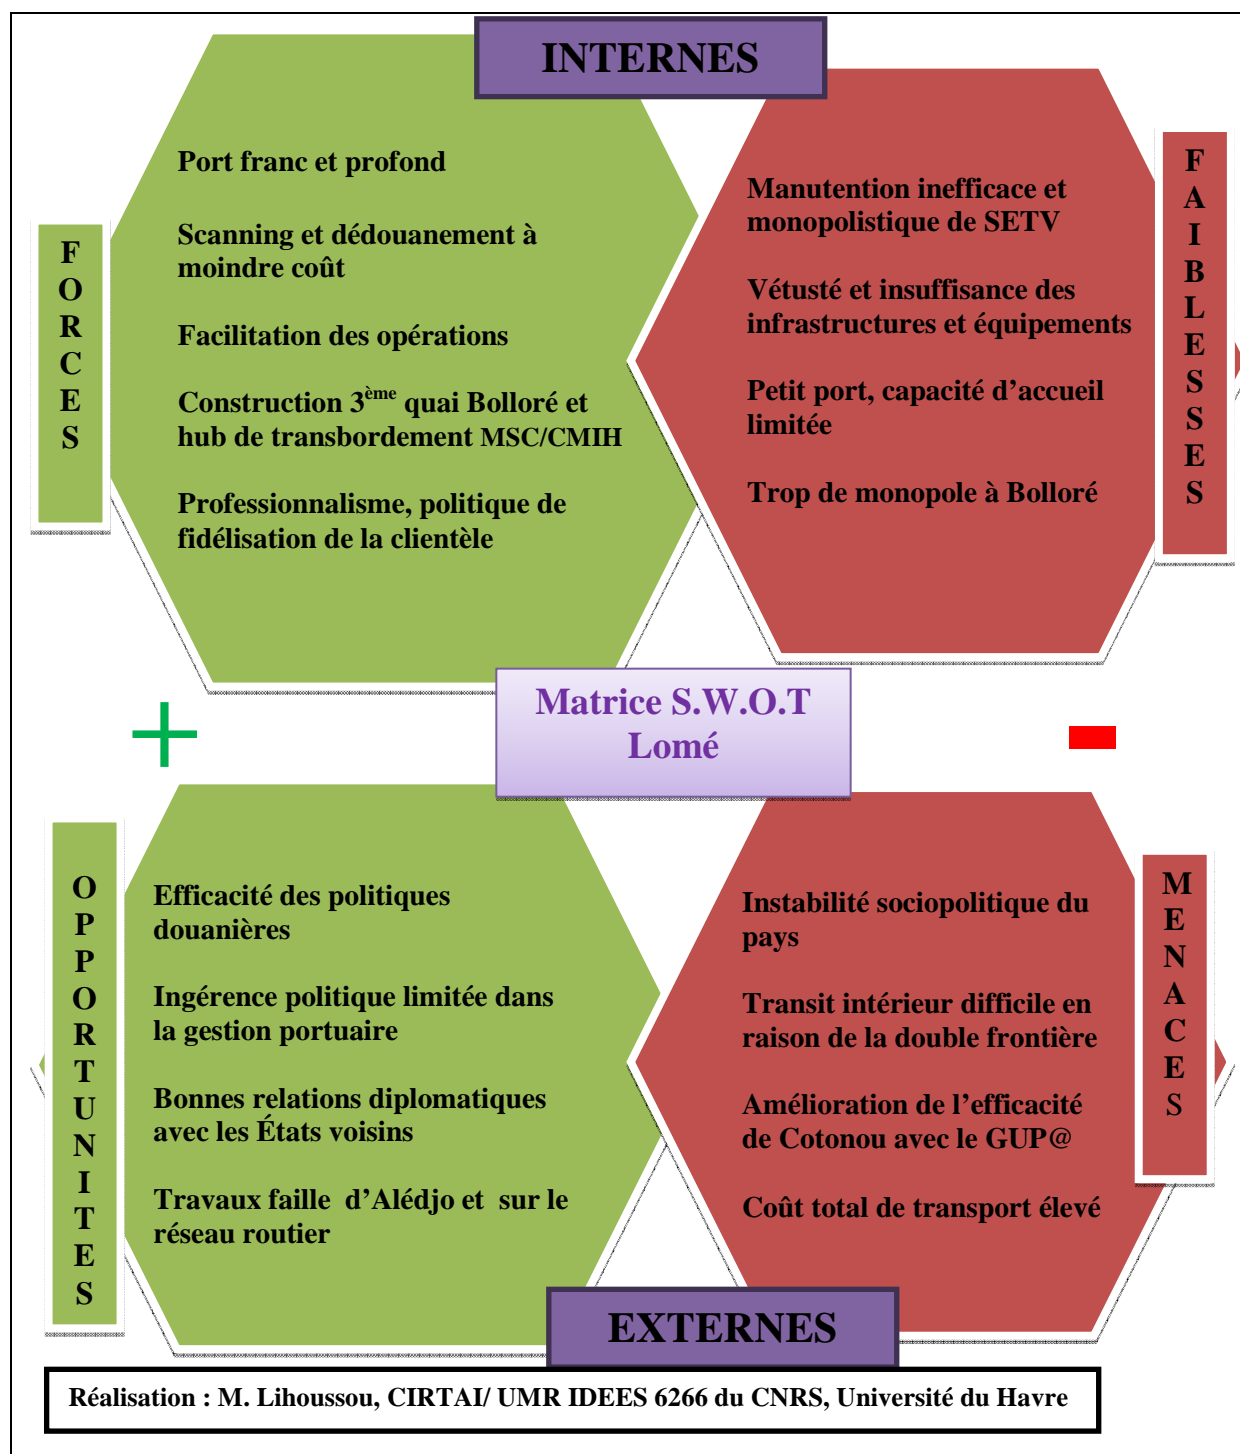 INTERNES
FORCES
Port franc et profond
Scanning et dédouanement à
moindre coût
Facilitation des opérations
Construction 3ème quai Bolloré et
hub de transbordement MSC/CMIH
Professionnalisme, politique de
fidélisation de la clientèle
FAIBLESSES
Manutention inefficace et
monopolistique de SETV
Vétusté et insuffisance des
infrastructures et équipements
Petit port, capacité d’accueil
limitée
Trop de monopole à Bolloré
+
Matrice S.W.O.T
Lomé
-
OPPORTUNITES
Efficacité des politiques
douanières
Ingérence politique limitée dans
la gestion portuaire
Bonnes relations diplomatiques
avec les États voisins
Travaux faille d’Alédjo et sur le
réseau routier
MENACES
Instabilité sociopolitique du
pays
Transit intérieur difficile en
raison de la double frontière
Amélioration de l’efficacité
de Cotonou avec le GUP@
Coût total de transport élevé
EXTERNES
Réalisation : M. Lihoussou, CIRTAI/ UMR IDEES 6266 du CNRS, Université du Havre